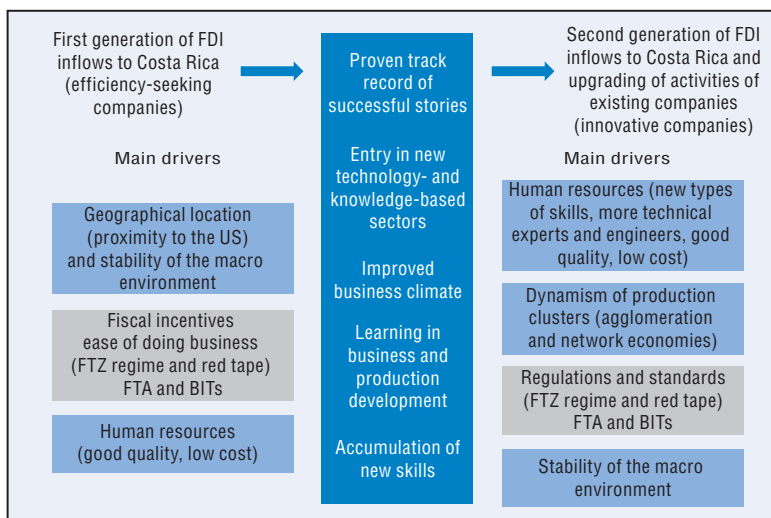 First generation of FDI
inflows to Costa Rica
(efficiency-seeking
companies)
Main drivers
Geographical location
(proximity to the US)
and stability of the macro
environment
Fiscal incentives
ease of doing business
(FTZ regime and red tape)
FTA and BITs
Human resources
(good quality, low cost)
Proven track
record of
successful stories
Entry in new
technology- and
knowledge-based
sectors
Improved
business climate
Learning in
business and
production
development
Accumulation of
new skills
Second generation of FDI
inflows to Costa Rica and
upgrading of activities of
existing companies
(innovative companies)
Main drivers
Human resources (new types
of skills, more technical
experts and engineers, good
quality, low cost)
Dynamism of production
clusters (agglomeration
and network economies)
Regulations and standards
(FTZ regime and red tape)
FTA and BITs
Stability of the macro
environment